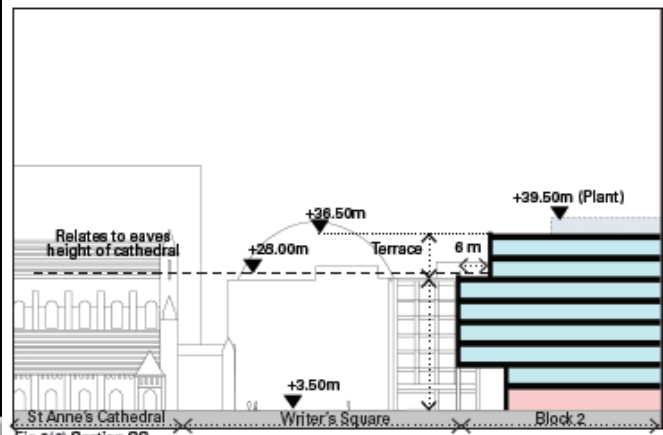 +39.50m (Plant)
+36.50m
Relates to eaves
height of cathedral
+28.00m
Terrace
6 m
+3.50m
St Anne's Cathedral
Writer's Square
Block 2